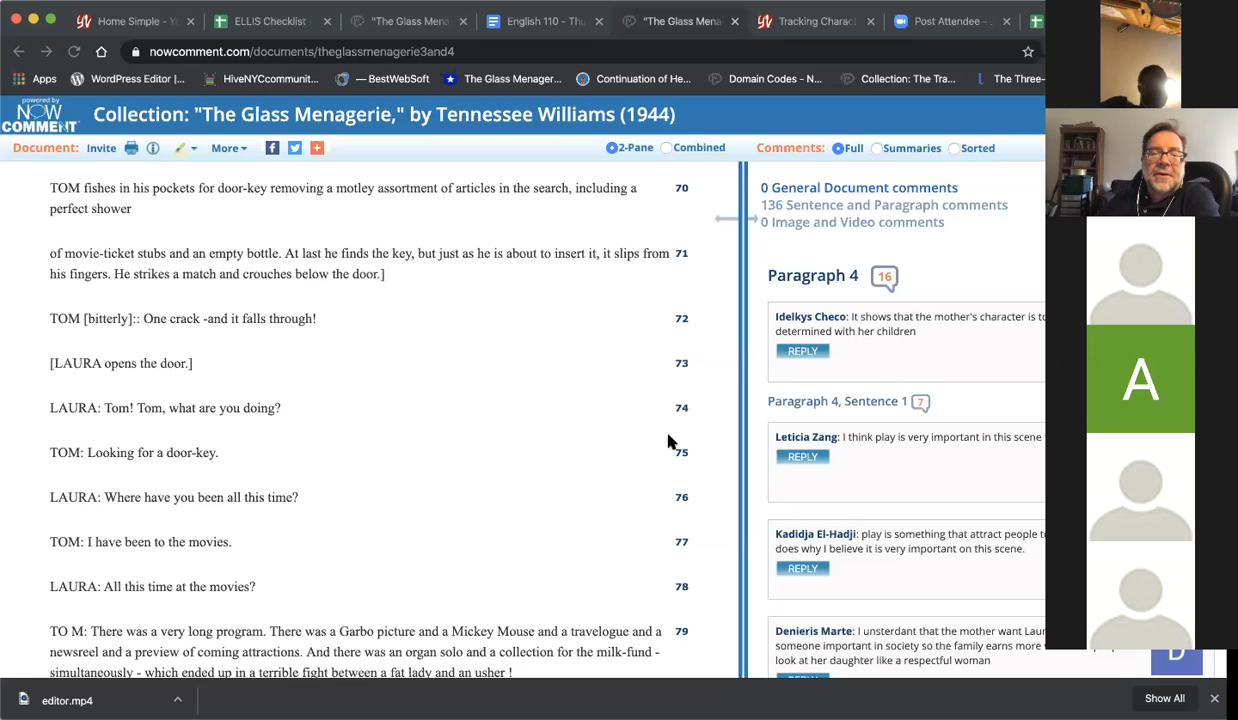 Home Simple - Y
ELLIS Checklist
"The Glass Mena
English 110 - Thu
"The Glass Mena
Tracking Charac
Post Attendee -
nowcomment.com/documents/theglassmenagerie3and4
Apps
WordPress Editor |...
HiveNYCcommunit...
— BestWebSoft
The Glass Menager...
Continuation of He...
Domain Codes - N...
Collection: The Tra...
The Three-
powered by
NOW
COMMENT
Collection: "The Glass Menagerie," by Tennessee Williams (1944)
Document: Invite More
2-Pane Combined
Comments: Full Summaries Sorted
TOM fishes in his pockets for door-key removing a motley assortment of articles in the search, including a 70
perfect shower
of movie-ticket stubs and an empty bottle. At last he finds the key, but just as he is about to insert it, it slips from 71
his fingers. He strikes a match and crouches below the door.]
TOM [bitterly]:: One crack -and it falls through! 72
[LAURA opens the door.] 73
LAURA: Tom! Tom, what are you doing? 74
TOM: Looking for a door-key. 75
LAURA: Where have you been all this time? 76
TOM: I have been to the movies. 77
LAURA: All this time at the movies? 78
TO M: There was a very long program. There was a Garbo picture and a Mickey Mouse and a travelogue and a 79
newsreel and a preview of coming attractions. And there was an organ solo and a collection for the milk-fund -
simultaneously - which ended up in a terrible fight between a fat lady and an usher !
0 General Document comments
136 Sentence and Paragraph comments
0 Image and Video comments
Paragraph 4 16
Idelkys Checo: It shows that the mother's character is to
determined with her children
REPLY
Paragraph 4, Sentence 1 7
Leticia Zang: I think play is very important in this scene
REPLY
Kadidja El-Hadji: play is something that attract people to
does why I believe it is very important on this scene.
REPLY
Denieris Marte: I unsterdant that the mother want Lau
someone important in society so the family earns more
look at her daughter like a respectful woman
A
D
editor.mp4
Show All